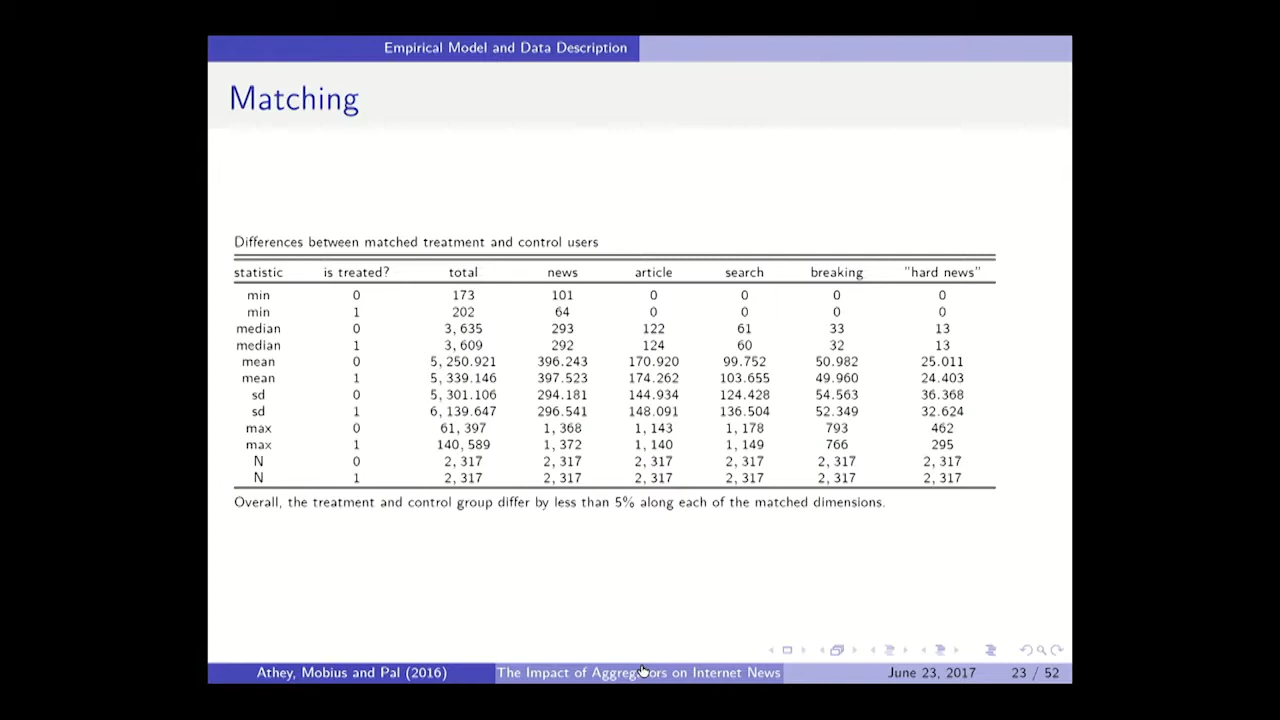 Empirical Model and Data Description
Matching
Differences between matched treatment and control users
statistic is treated? total news article search breaking "hard news"
min 0 173 101 0 0 0 0
min 1 202 64 0 0 0 0
median 0 3,635 293 122 61 33 13
median 1 3,609 292 124 60 32 13
mean 0 5,250.921 396.243 170.920 99.752 50.982 25.011
mean 1 5,339.146 397.523 174.262 103.655 49.960 24.403
sd 0 5,301.106 294.181 144.934 124.428 54.563 36.368
sd 1 6,139.647 296.541 148.091 136.504 52.349 32.624
max 0 61,397 1,368 1,143 1,178 793 462
max 1 140,589 1,372 1,140 1,149 766 295
N 0 2,317 2,317 2,317 2,317 2,317 2,317
N 1 2,317 2,317 2,317 2,317 2,317 2,317
Overall, the treatment and control group differ by less than 5% along each of the matched dimensions.
Athey, Mobius and Pal (2016) The Impact of Aggregators on Internet News June 23, 2017 23 / 52